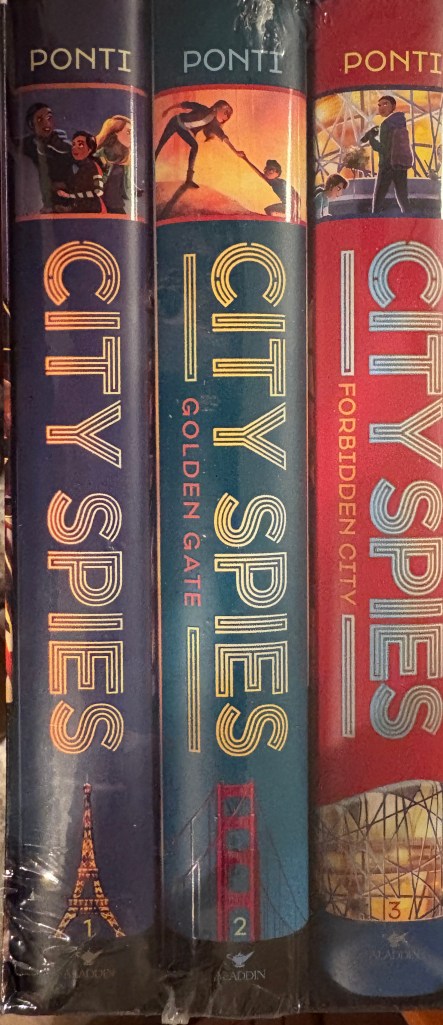 PONTI
CITY SPIES
1
ALADDIN
PONTI
CITY SPIES
GOLDEN GATE
2
ALADDIN
PONTI
CITY SPIES
FORBIDDEN CITY
3
ALADDIN